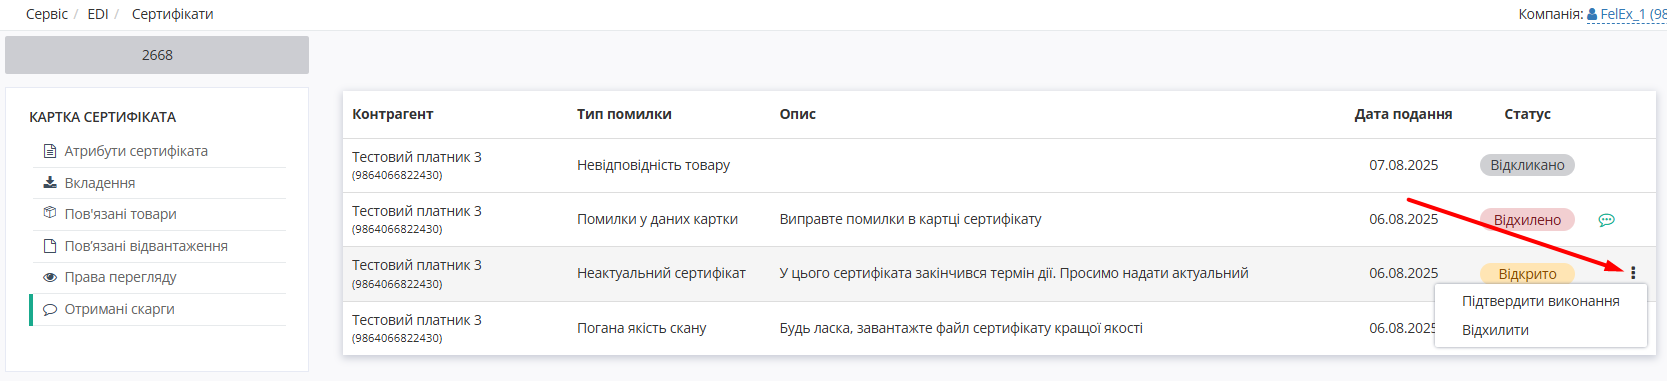 Сервіс / EDI / Сертифікати
Компанія: FelEx_1 (98
2668
КАРТКА СЕРТИФІКАТА
Атрибути сертифіката
Вкладення
Пов'язані товари
Пов’язані відвантаження
Права перегляду
Отримані скарги
Контрагент Тип помилки Опис Дата подання Статус
Тестовий платник 3
(9864066822430)
Невідповідність товару 07.08.2025 Відкликано
Тестовий платник 3
(9864066822430)
Помилки у даних картки Виправте помилки в картці сертифікату 06.08.2025 Відхилено
Тестовий платник 3
(9864066822430)
Неактуальний сертифікат У цього сертифіката закінчився термін дії. Просимо надати актуальний 06.08.2025 Відкрито
Підтвердити виконання
Відхилити
Тестовий платник 3
(9864066822430)
Погана якість скану Будь ласка, завантажте файл сертифікату кращої якості 06.08.2025